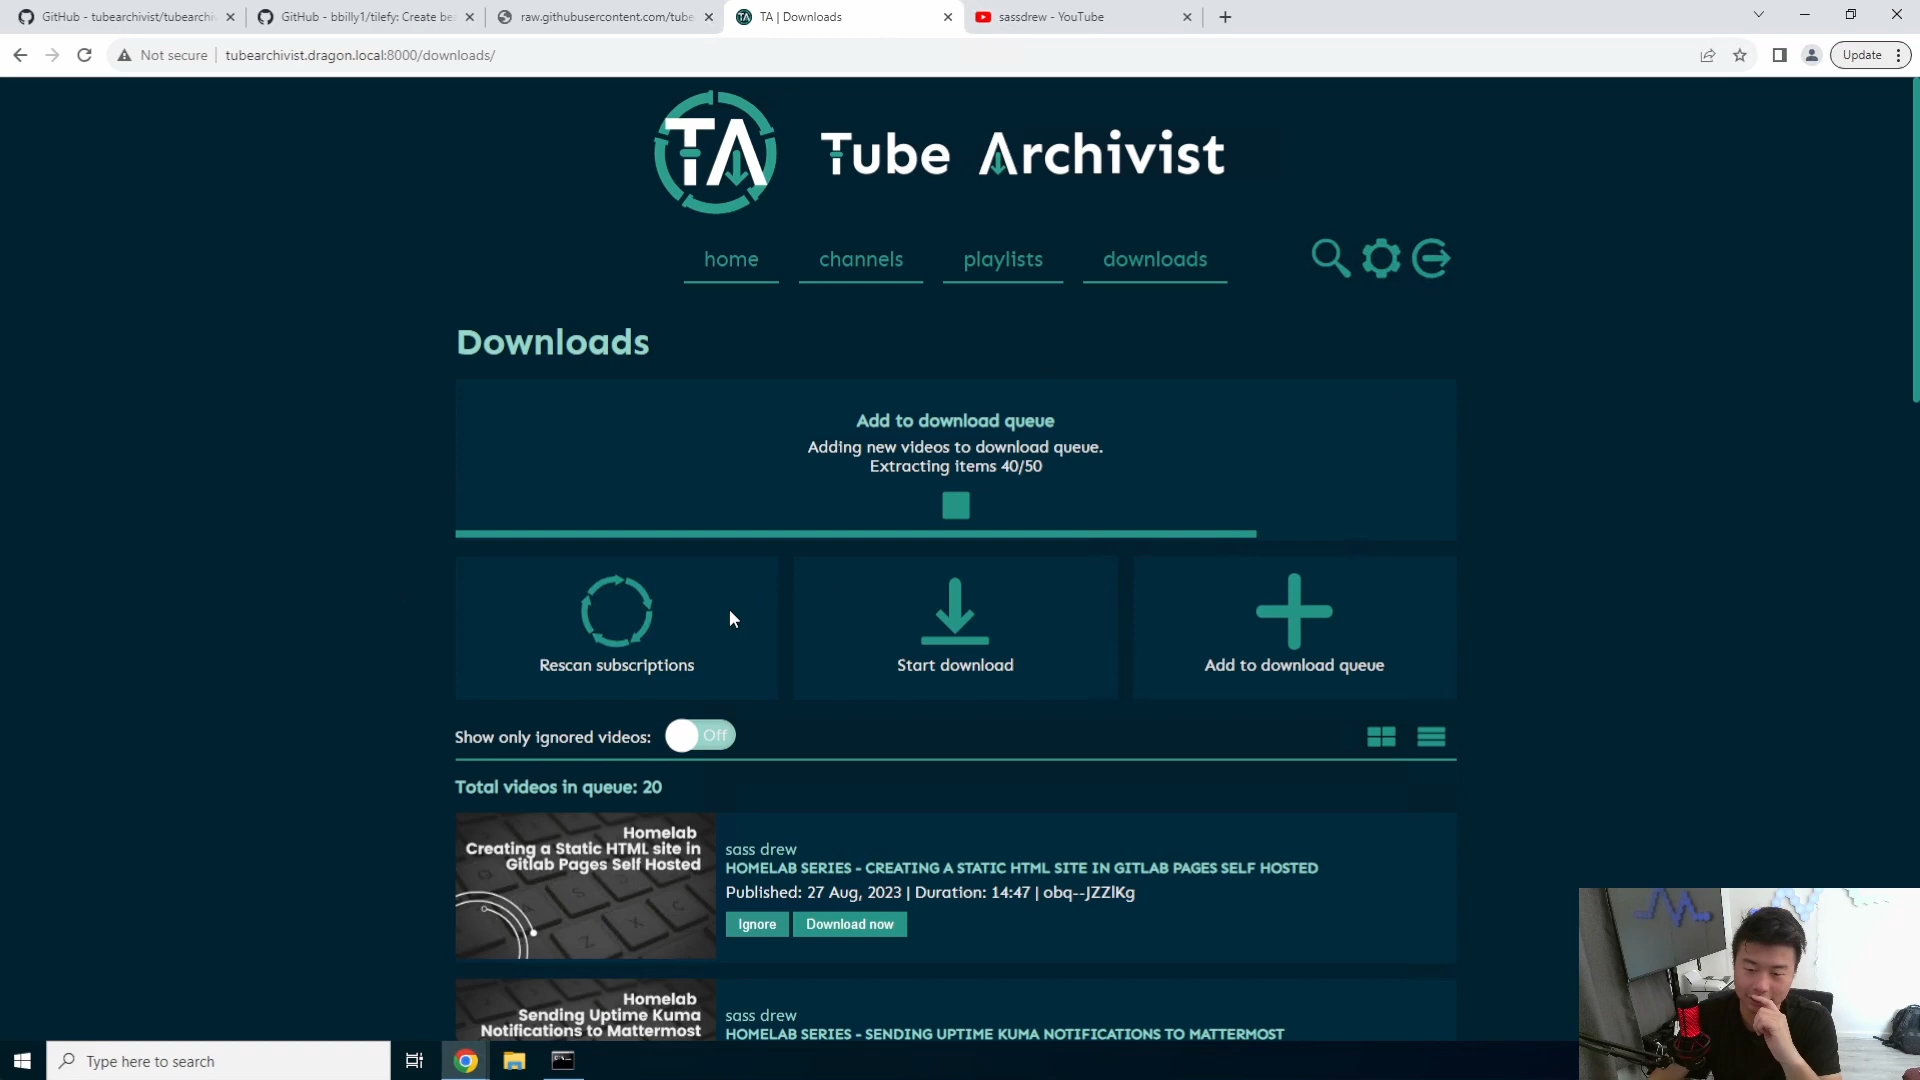 GitHub - tubearchivist/tubearchiv
GitHub - bbilly1/tilefy: Create bea
raw.githubusercontent.com/tube
TA | Downloads
sassdrew - YouTube
Not secure
tubearchivist.dragon.local:8000/downloads/
Update
TA
Tube Archivist
home
channels
playlists
downloads
Downloads
Add to download queue
Adding new videos to download queue.
Extracting items 40/50
Rescan subscriptions
Start download
Add to download queue
Show only ignored videos:
Off
Total videos in queue: 20
Homelab
Creating a Static HTML site in
Gitlab Pages Self Hosted
sass drew
HOMELAB SERIES - CREATING A STATIC HTML SITE IN GITLAB PAGES SELF HOSTED
Published: 27 Aug, 2023 | Duration: 14:47 | obq--JZZlKg
Ignore
Download now
Homelab
Sending Uptime Kuma
Notifications to Mattermost
sass drew
HOMELAB SERIES - SENDING UPTIME KUMA NOTIFICATIONS TO MATTERMOST
Type here to search